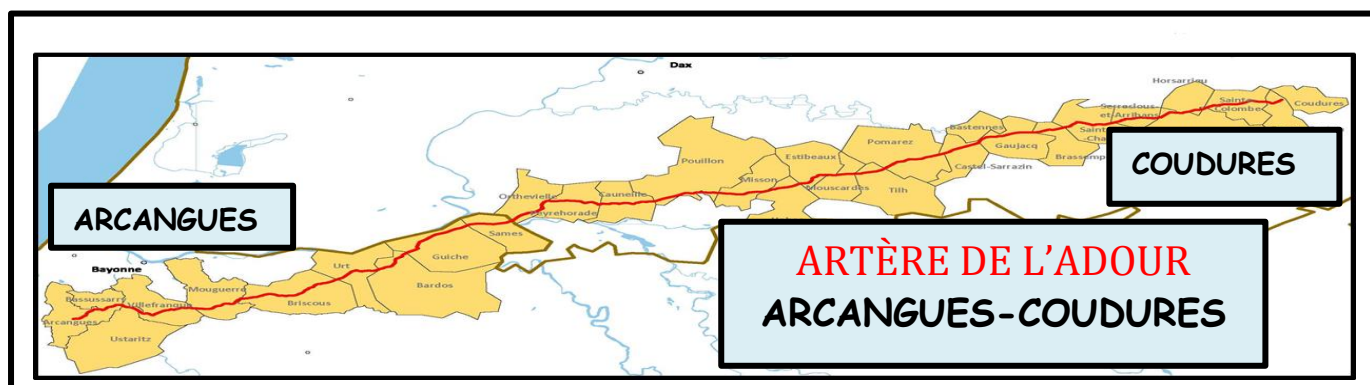 Dax
Horsarrieu
Sainte
Colombe
Coudures
Serreslous
et-Arribans
Bastennes
Gaujacq
Pomarez
Castel-Sarrazin
Estibeaux
Pouillon
Misson
Mouscardès
Tilh
COUDURES
Orthevielle
Cauneille
Peyrehorade
Sames
ARCANGUES
Guiche
Bardos
Urt
Bayonne
Mouguerre
Briscous
Bassussarry
Villefranque
Arcangues
Ustaritz
ARTÈRE DE L'ADOUR
ARCANGUES-COUDURES